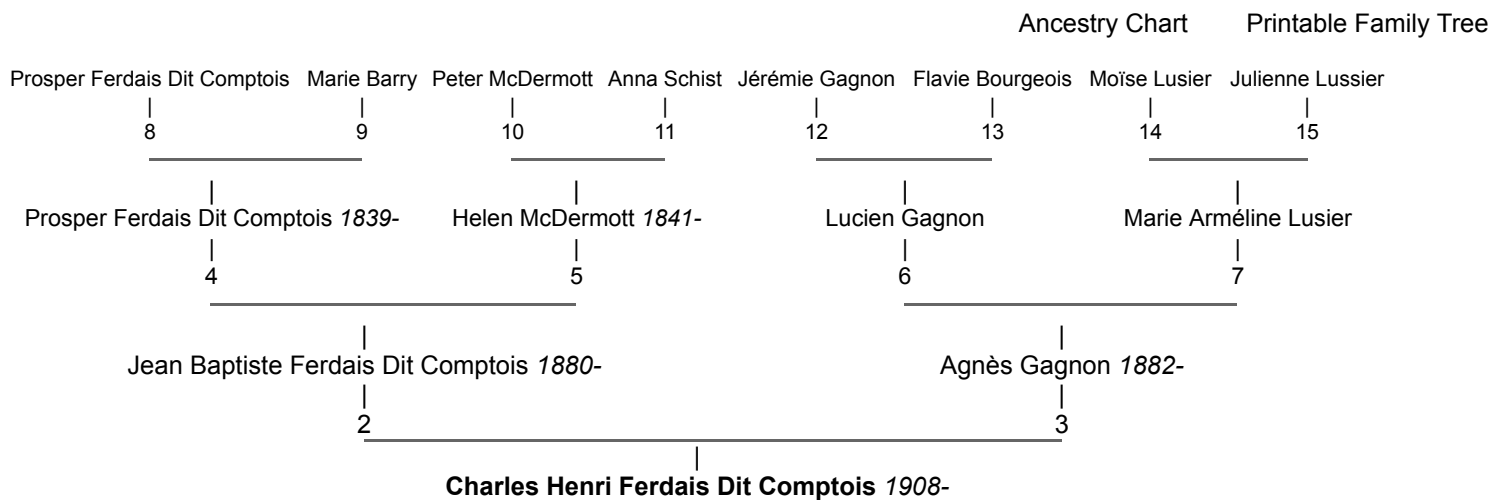 Ancestry Chart Printable Family Tree
Prosper Ferdais Dit Comptois Marie Barry Peter McDermott Anna Schist Jérémie Gagnon Flavie Bourgeois Moïse Lusier Julienne Lussier
8 9 10 11 12 13 14 15
Prosper Ferdais Dit Comptois 1839- Helen McDermott 1841- Lucien Gagnon Marie Arméline Lusier
4 5 6 7
Jean Baptiste Ferdais Dit Comptois 1880- Agnès Gagnon 1882-
2 3
Charles Henri Ferdais Dit Comptois 1908-